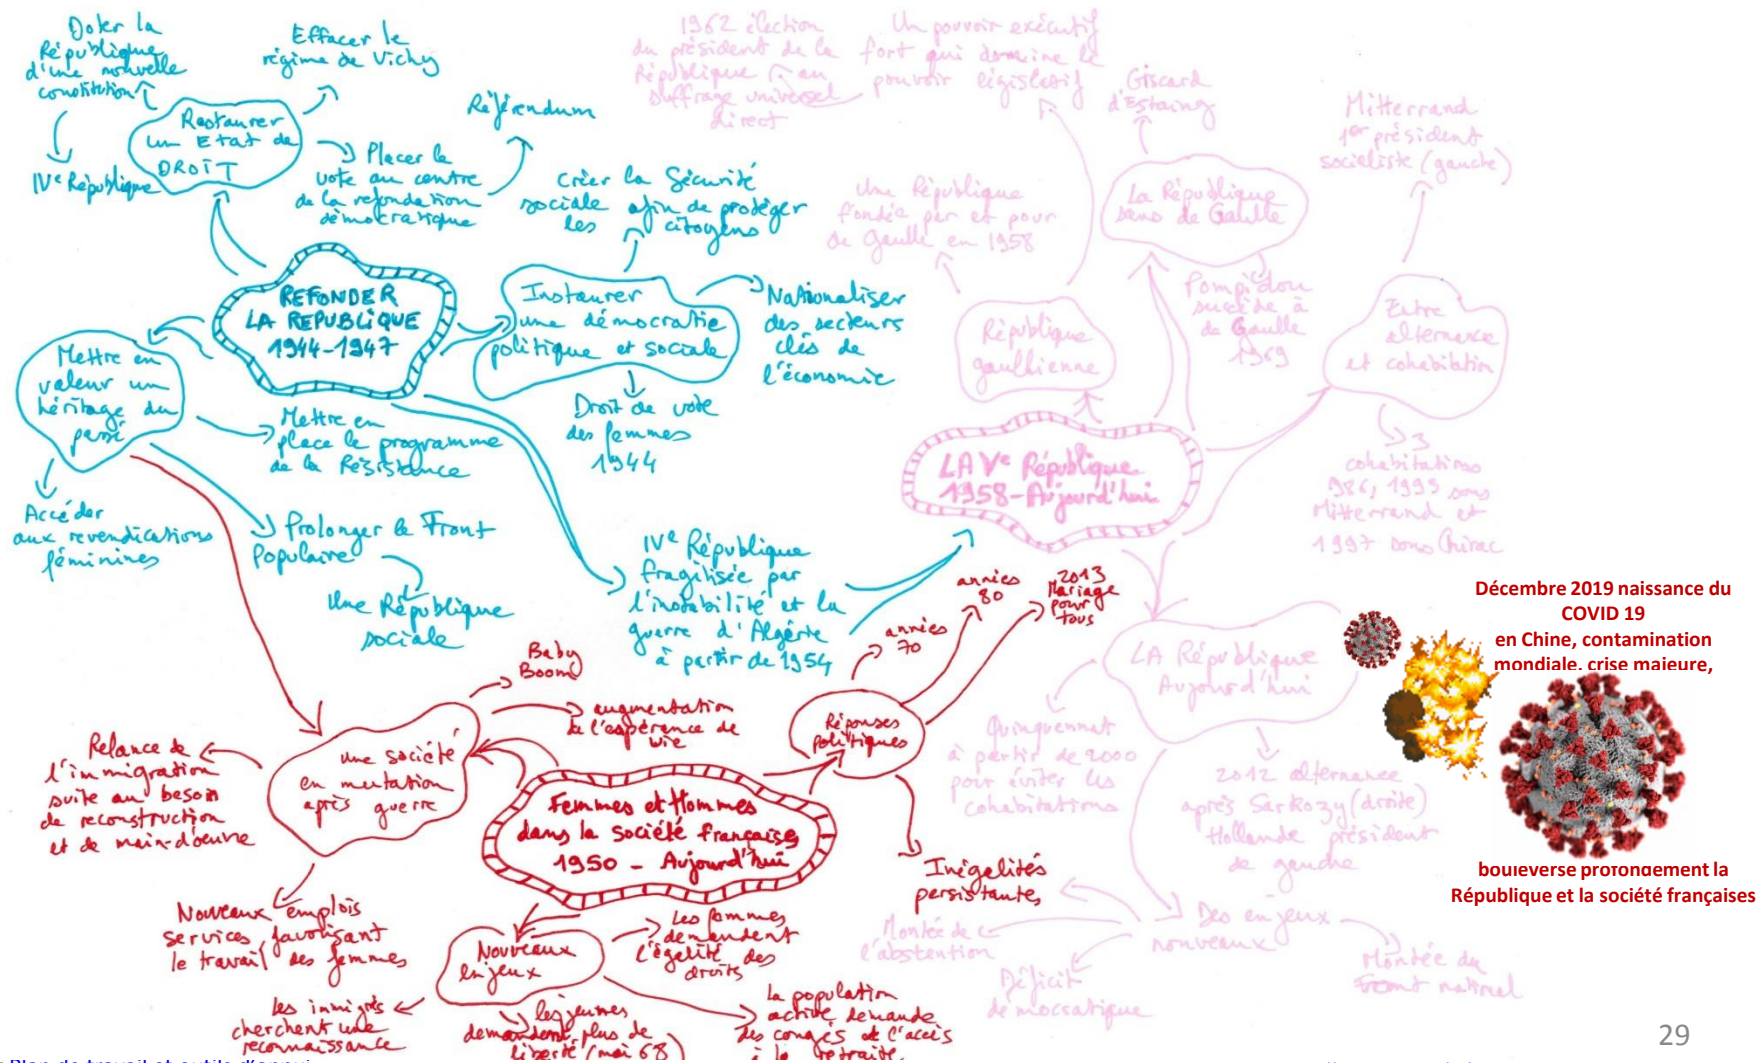 Doter la
République
d'une nouvelle
constitution
IVe République
Effacer le
régime de Vichy
Restaurer
un Etat de
DROIT
Placer le
vote au centre
de la refondation
démocratique
Référendum
REFONDER
LA REPUBLIQUE
1944-1947
Créer la Sécurité
sociale afin de protéger
les citoyens
Instaurer
une démocratie
politique et sociale
Nationaliser
des secteurs
clés de
l'économie
Droit de vote
des femmes
1944
Mettre en
valeur un
héritage du
passé
Mettre en
place le programme
de la Résistance
Accéder
aux revendications
féminines
Prolonger le Front
Populaire
Une République
sociale
IVe République
fragilisée par
l'instabilité et la
guerre d'Algérie
à partir de 1954
1962 élection
du président de la
République au
suffrage universel
direct
Un pouvoir exécutif
fort qui domine le
pouvoir législatif
Giscard
d'Estaing
Mitterrand
1er président
socialiste (gauche)
Une République
fondée par et pour
de Gaulle en 1958
La République
sans de Gaulle
Pompidou
succède à
de Gaulle
1969
République
gaullienne
Entre
alternance
et cohabitation
LA Ve République
1958-Aujourd'hui
3
cohabitations
986, 1993 sous
Mitterrand et
1997 sous Chirac
LA République
Aujourd'hui
Quinquennat
à partir de 2000
pour éviter les
cohabitations
2012 alternance
après Sarkozy (droite)
Hollande président
de gauche
Des enjeux
nouveaux
Montée de
l'abstention
Déficit
démocratique
Montée du
Front national
Décembre 2019 naissance du
COVID 19
en Chine, contamination
mondiale, crise majeure,
bouleverse profondément la
République et la société françaises
Baby
Boom
augmentation
de l'espérance de
vie
une société
en mutation
après guerre
Relance de
l'immigration
suite au besoin
de reconstruction
et de main-d'oeuvre
Nouveaux emplois
services favorisant
le travail des femmes
Femmes et Hommes
dans la société française
1950 - Aujourd'hui
Réponses
politiques
années
70
années
80
2013
Mariage
pour
tous
Inégalités
persistantes
Nouveaux
enjeux
Les femmes
demandent
l'égalité des
droits
Les immigrés
cherchent une
reconnaissance
les jeunes
demandent plus de
liberté (mai 68)
La population
active demande
des congés et l'accès
à la retraite
Plan de travail et outils d'appui
29